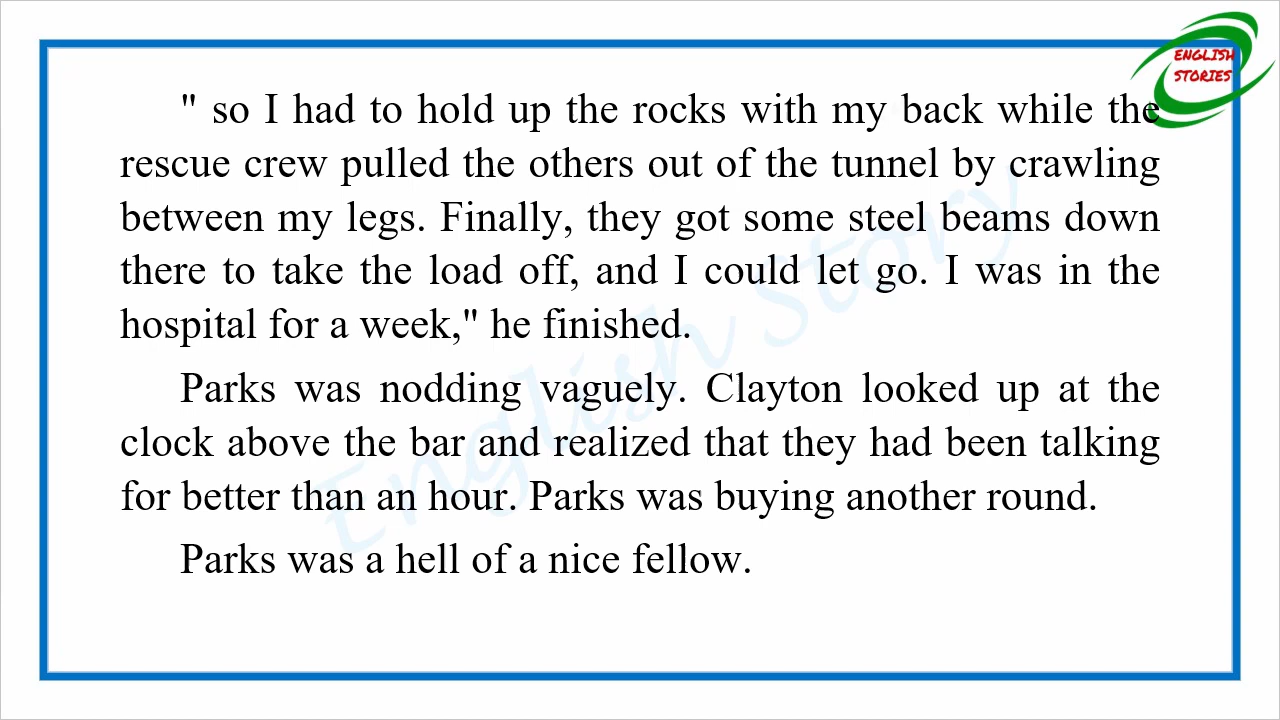 ENGLISH
STORIES
" so I had to hold up the rocks with my back while the
rescue crew pulled the others out of the tunnel by crawling
between my legs. Finally, they got some steel beams down
there to take the load off, and I could let go. I was in the
hospital for a week," he finished.
Parks was nodding vaguely. Clayton looked up at the
clock above the bar and realized that they had been talking
for better than an hour. Parks was buying another round.
Parks was a hell of a nice fellow.
English Story